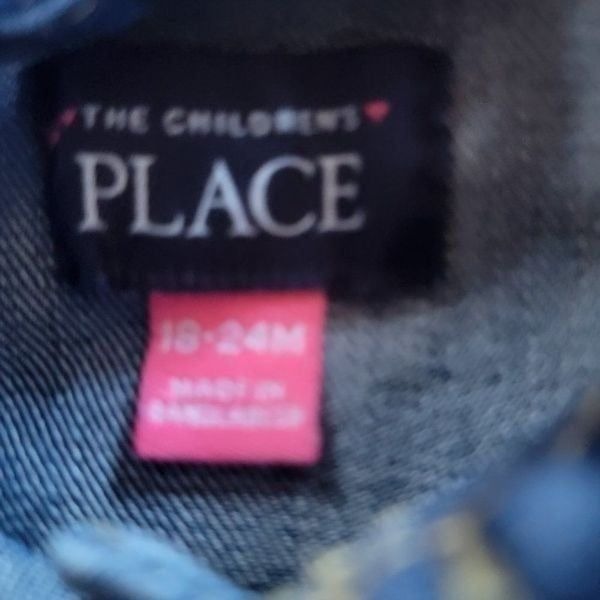 THE CHILDREN'S
PLACE
18-24M
MADE IN
BANGLADESH